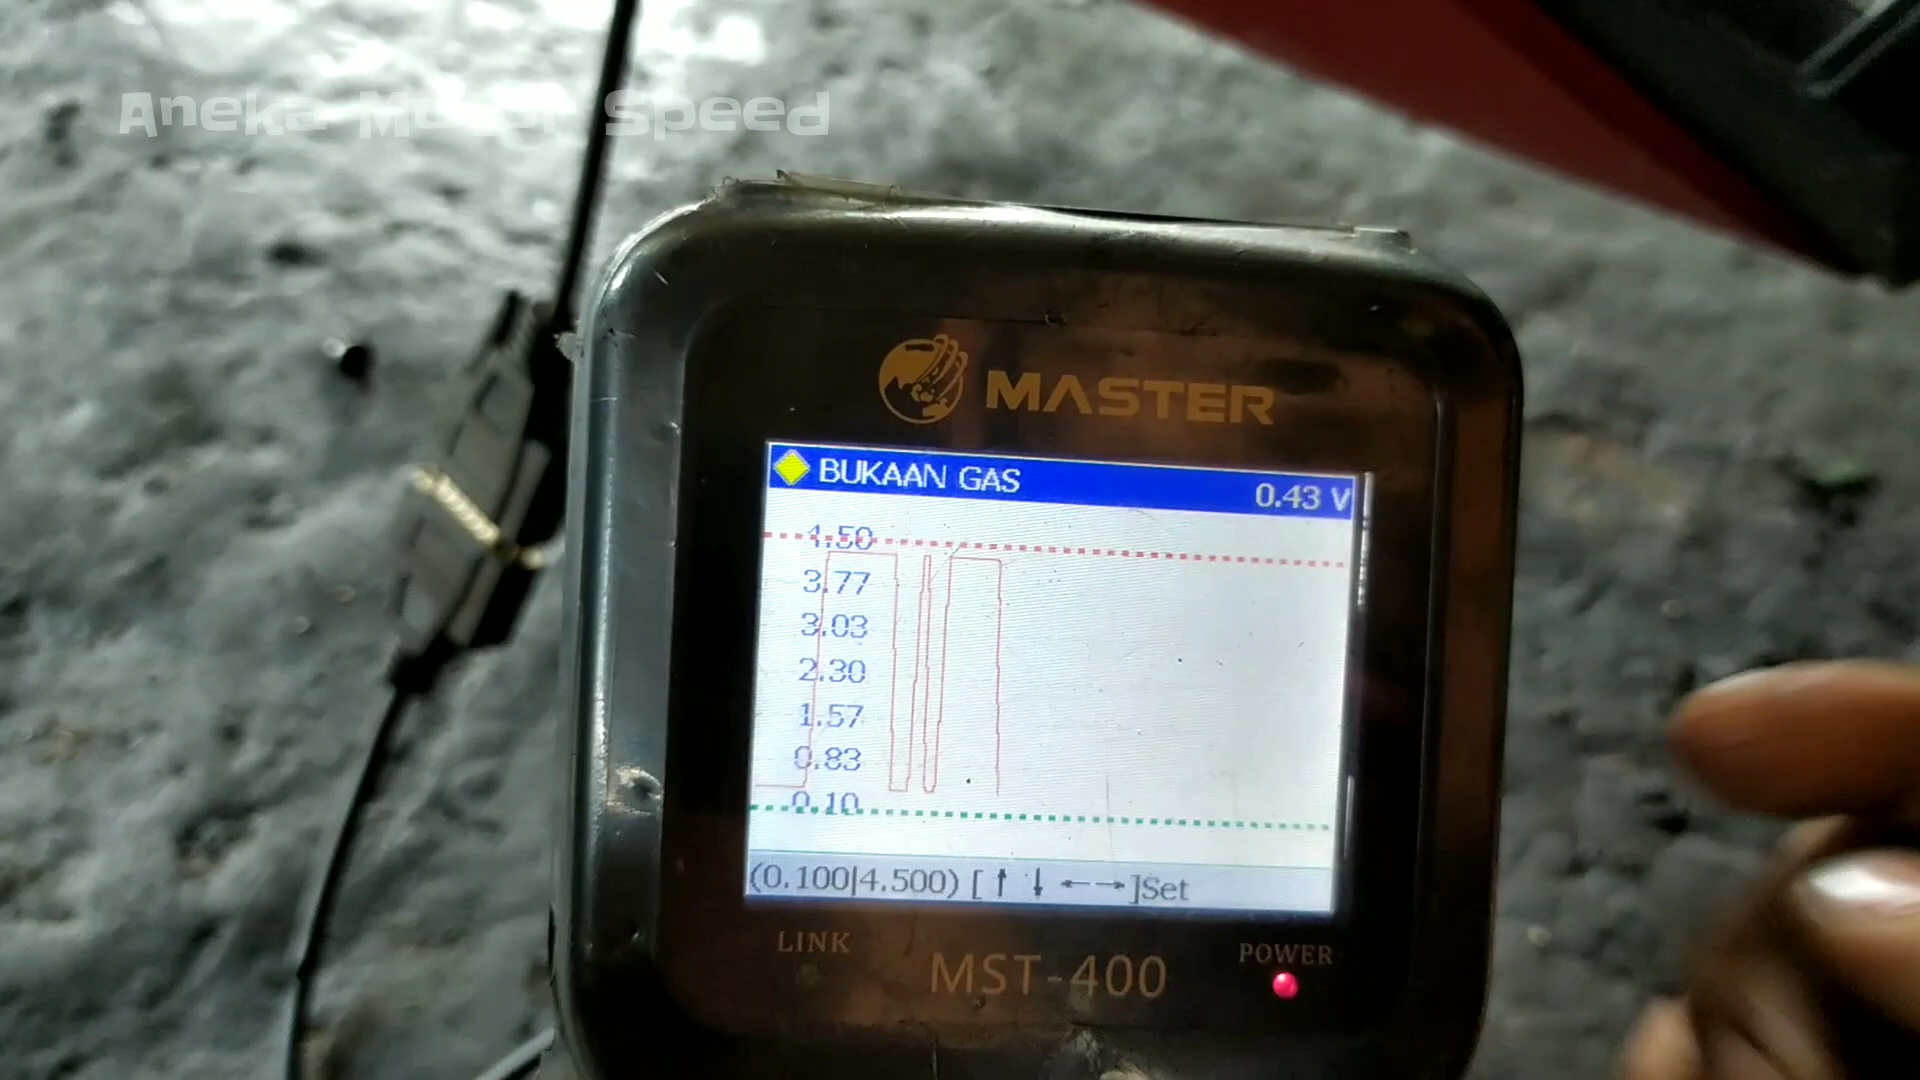 Aneka Motor Speed
MASTER
BUKAAN GAS
0.43 V
4.50
3.77
3.03
2.30
1.57
0.83
0.10
(0.100|4.500) [↑ ↓ ←→]Set
LINK
MST-400
POWER